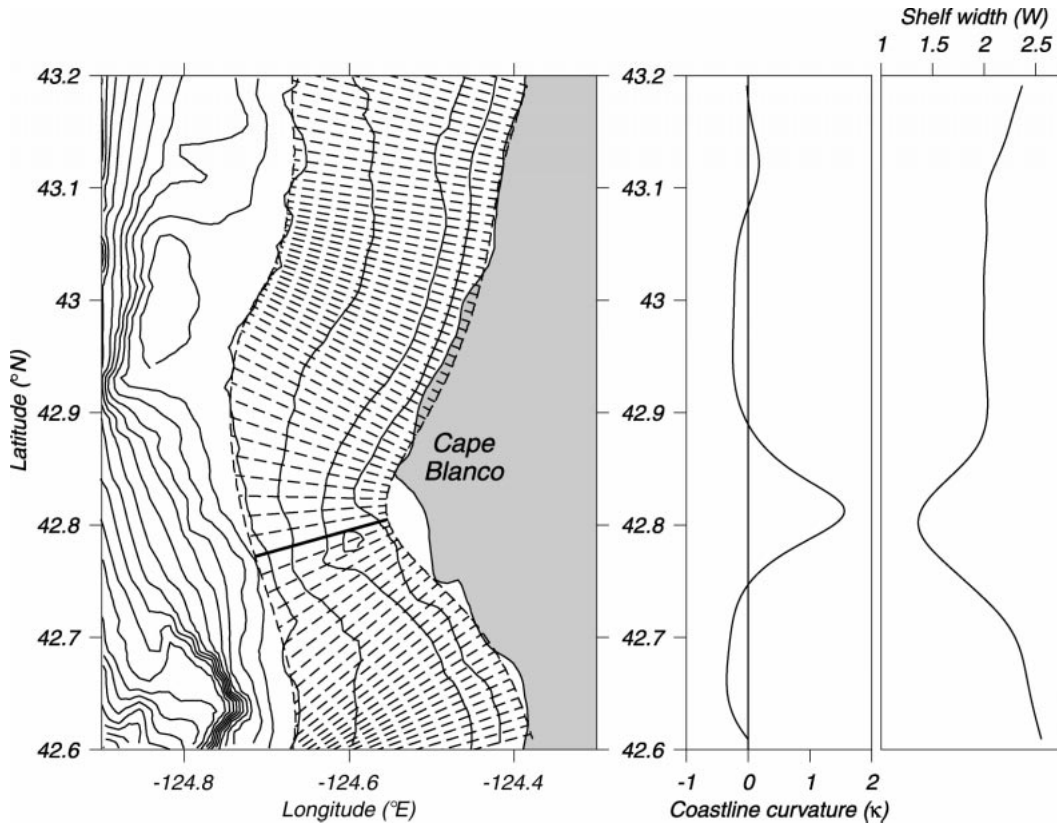 Shelf width (W)
1 1.5 2 2.5
43.2
43.1
43
42.9
42.8
42.7
42.6
Latitude (°N)
Cape
Blanco
43.2
43.1
43
42.9
42.8
42.7
42.6
-124.8 -124.6 -124.4
Longitude (°E)
-1 0 1 2
Coastline curvature (κ)